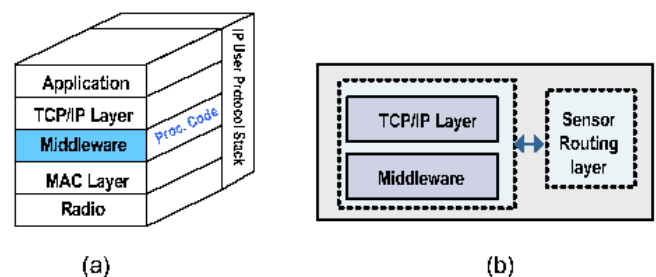 Application
TCP/IP Layer
Middleware
MAC Layer
Radio
Proc. Code
IP User Protocol Stack
(a)
TCP/IP Layer
Middleware
Sensor
Routing
layer
(b)